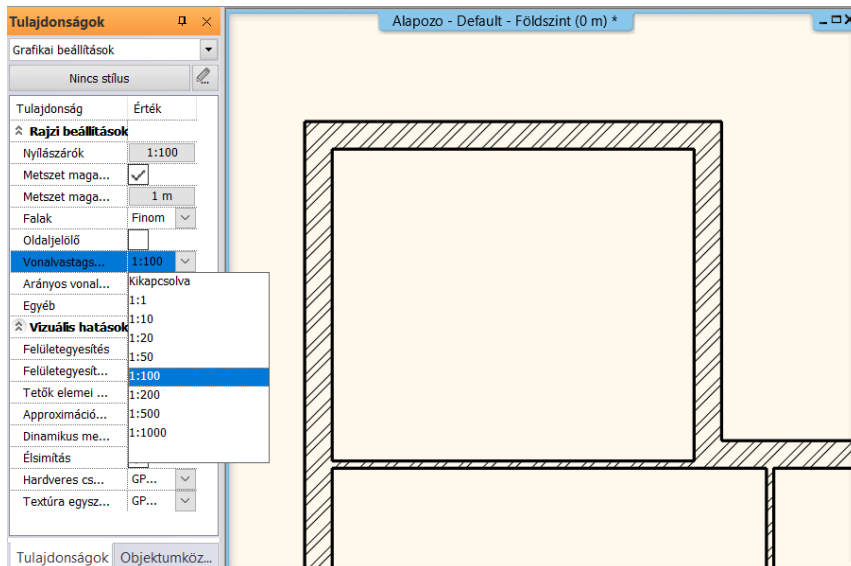 Tulajdonságok
Alapozo - Default - Földszint (0 m) *
Grafikai beállítások
Nincs stílus
Tulajdonság Érték
Rajzi beállítások
Nyílászárók 1:100
Metszet maga...
Metszet maga... 1 m
Falak Finom
Oldaljelölő
Vonalvastags... 1:100
Arányos vonal... Kikapcsolva
1:1
Egyéb 1:10
Vizuális hatások
1:20
Felületegyesítés 1:50
Felületegyesít... 1:100
Tetők elemei ... 1:200
Approximáció... 1:500
Dinamikus me... 1:1000
Élsimítás
Hardveres cs... GP...
Textúra egysz... GP...
Tulajdonságok Objektumköz...